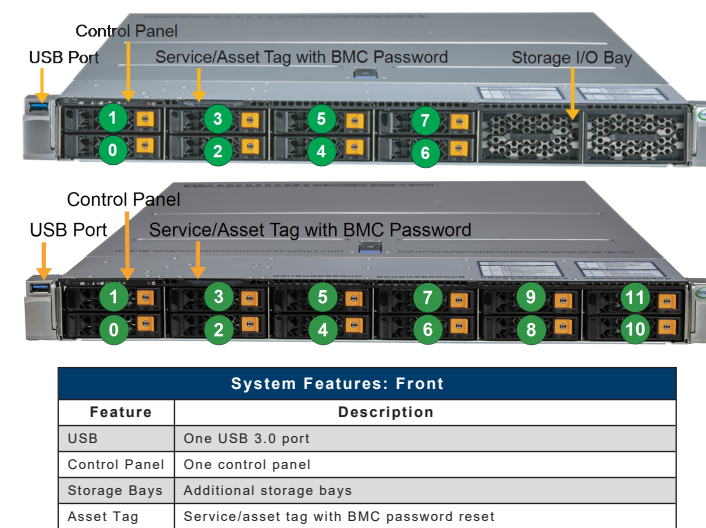 Control Panel
USB Port Service/Asset Tag with BMC Password Storage I/O Bay
1 3 5 7
0 2 4 6
Control Panel
USB Port Service/Asset Tag with BMC Password
1 3 5 7 9 11
0 2 4 6 8 10
System Features: Front
Feature Description
USB One USB 3.0 port
Control Panel One control panel
Storage Bays Additional storage bays
Asset Tag Service/asset tag with BMC password reset